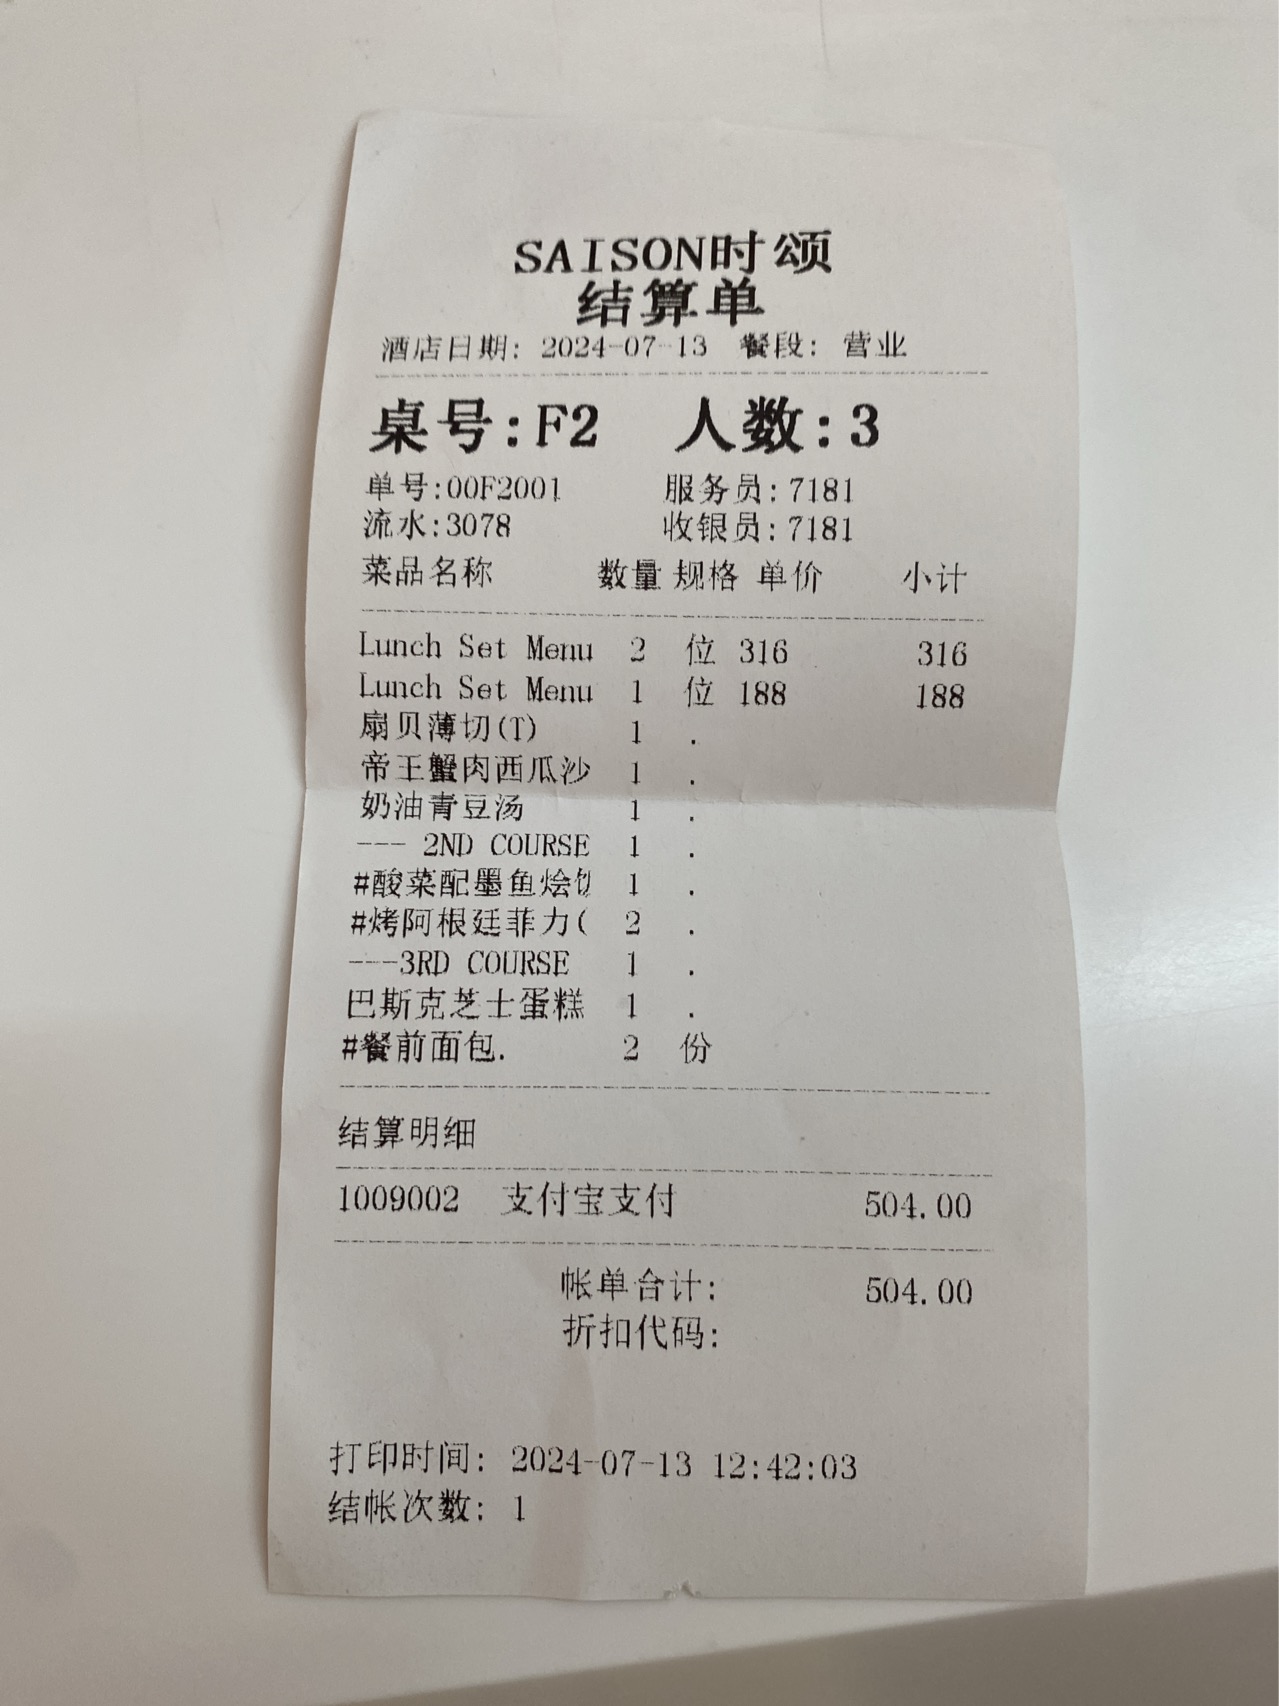 SAISON时颂
结算单
酒店日期: 2024-07-13 餐段: 营业
桌号:F2 人数:3
单号:00F2001 服务员:7181
流水:3078 收银员:7181
菜品名称 数量 规格 单价 小计
Lunch Set Menu 2 位 316 316
Lunch Set Menu 1 位 188 188
扇贝薄切(T) 1 .
帝王蟹肉西瓜沙 1 .
奶油青豆汤 1 .
--- 2ND COURSE 1 .
#酸菜配墨鱼烩 1 .
#烤阿根廷菲力( 2 .
---3RD COURSE 1 .
巴斯克芝士蛋糕 1 .
#餐前面包. 2 份
结算明细
1009002 支付宝支付 504.00
帐单合计: 504.00
折扣代码:
打印时间: 2024-07-13 12:42:03
结帐次数: 1